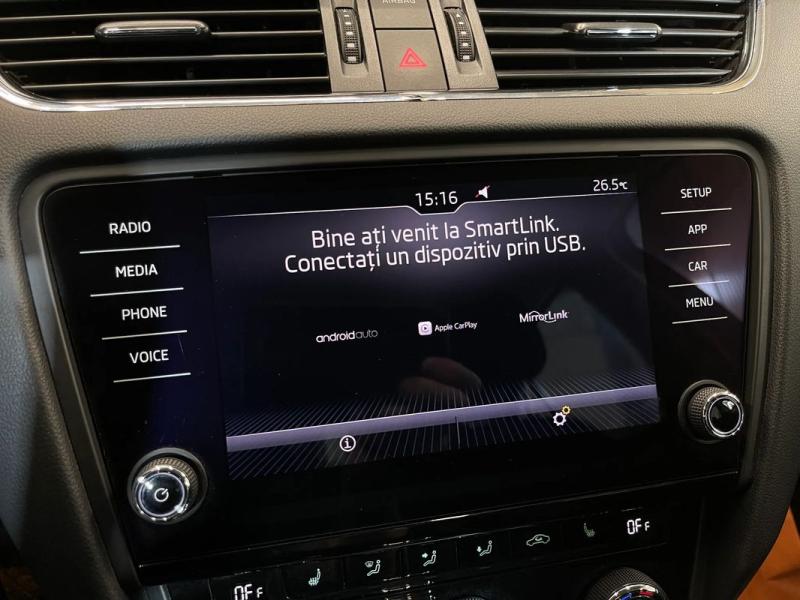 AIRBAG
15:16
26.5°C
RADIO
MEDIA
PHONE
VOICE
Bine ați venit la SmartLink.
Conectați un dispozitiv prin USB.
androidauto
Apple CarPlay
MirrorLink
SETUP
APP
CAR
MENU
OFF
OFF